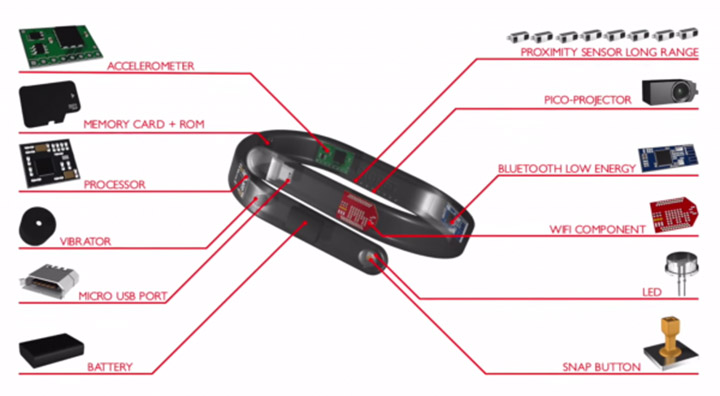 ACCELEROMETER
MEMORY CARD + ROM
PROCESSOR
VIBRATOR
MICRO USB PORT
BATTERY
PROXIMITY SENSOR LONG RANGE
PICO-PROJECTOR
BLUETOOTH LOW ENERGY
WIFI COMPONENT
LED
SNAP BUTTON